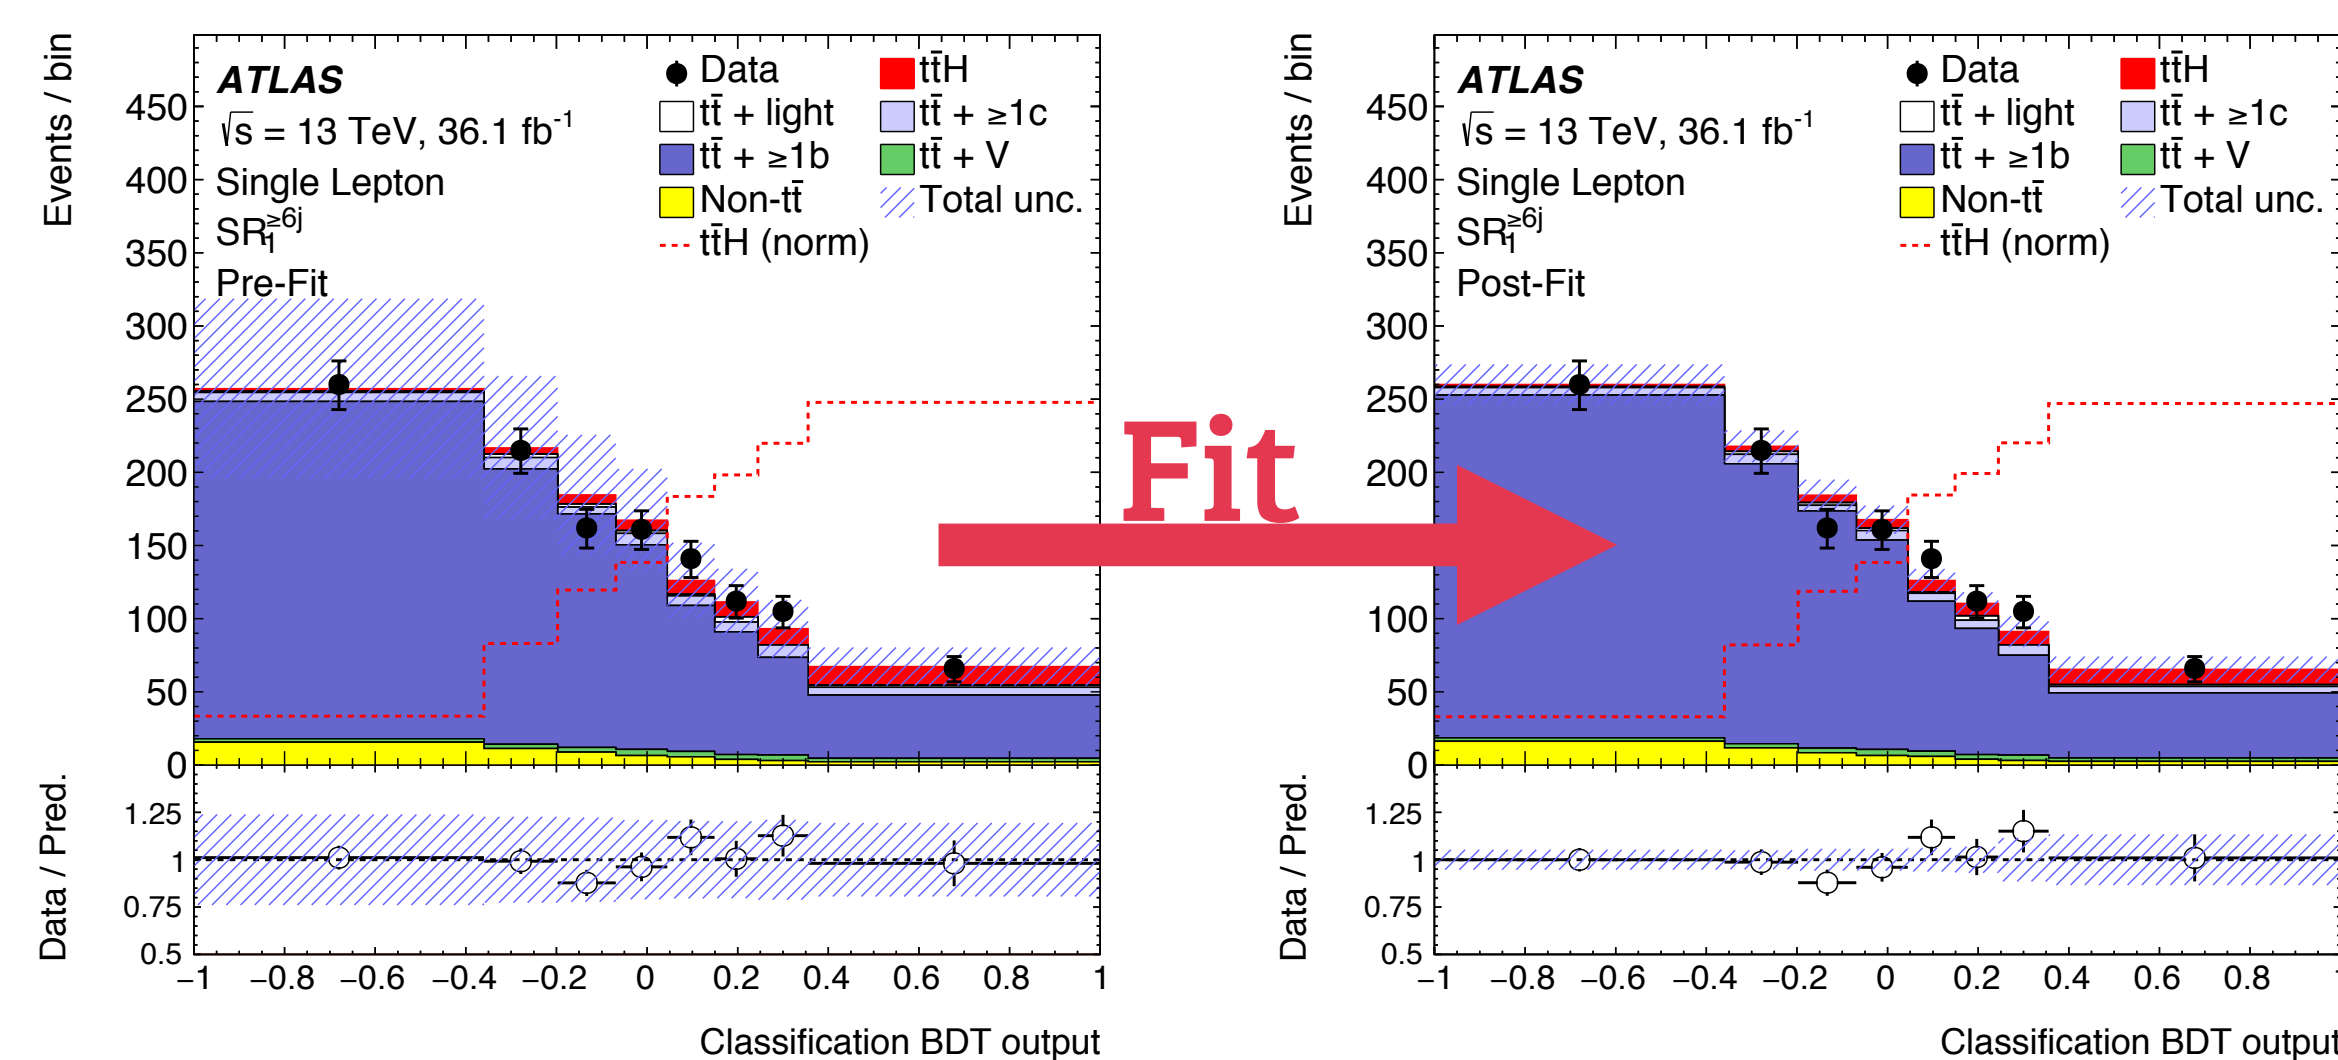 ATLAS
√s = 13 TeV, 36.1 fb-1
Single Lepton
SR1≥6j
Pre-Fit
Data
tt̄H
tt̄ + light
tt̄ + ≥1c
tt̄ + ≥1b
tt̄ + V
Non-tt̄
Total unc.
tt̄H (norm)
Events / bin
450
400
350
300
250
200
150
100
50
0
Data / Pred.
1.25
1
0.75
0.5
−1 −0.8 −0.6 −0.4 −0.2 0 0.2 0.4 0.6 0.8 1
Classification BDT output
Fit
ATLAS
√s = 13 TeV, 36.1 fb-1
Single Lepton
SR1≥6j
Post-Fit
Data
tt̄H
tt̄ + light
tt̄ + ≥1c
tt̄ + ≥1b
tt̄ + V
Non-tt̄
Total unc.
tt̄H (norm)
Events / bin
450
400
350
300
250
200
150
100
50
0
Data / Pred.
1.25
1
0.75
0.5
−1 −0.8 −0.6 −0.4 −0.2 0 0.2 0.4 0.6 0.8
Classification BDT output